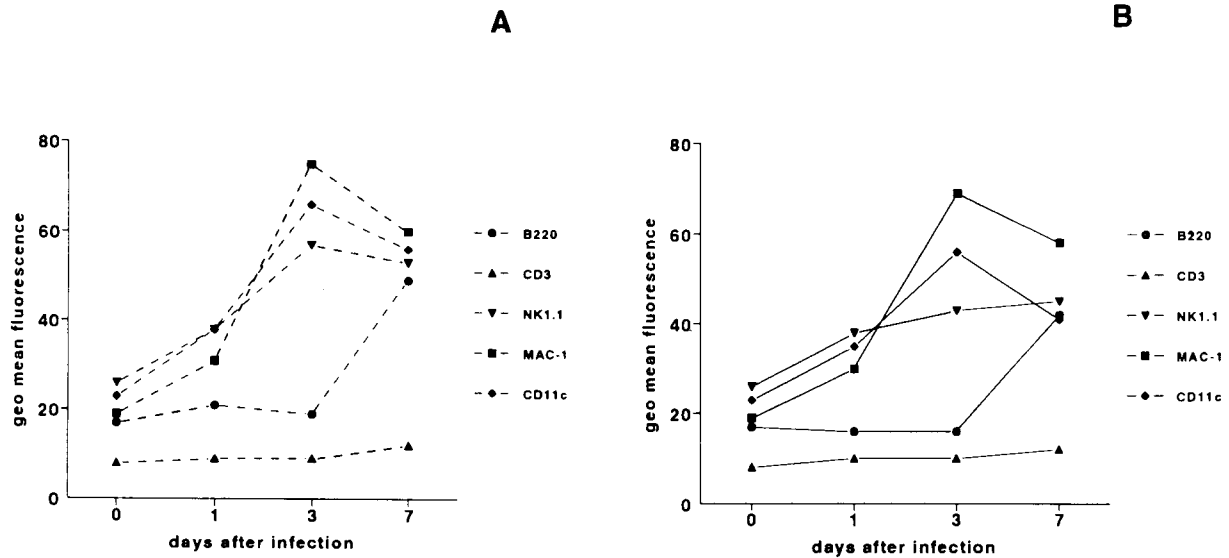 A
80
60
40
20
0
geo mean fluorescence
0 1 3 7
days after infection
B220
CD3
NK1.1
MAC-1
CD11c
B
80
60
40
20
0
geo mean fluorescence
0 1 3 7
days after infection
B220
CD3
NK1.1
MAC-1
CD11c